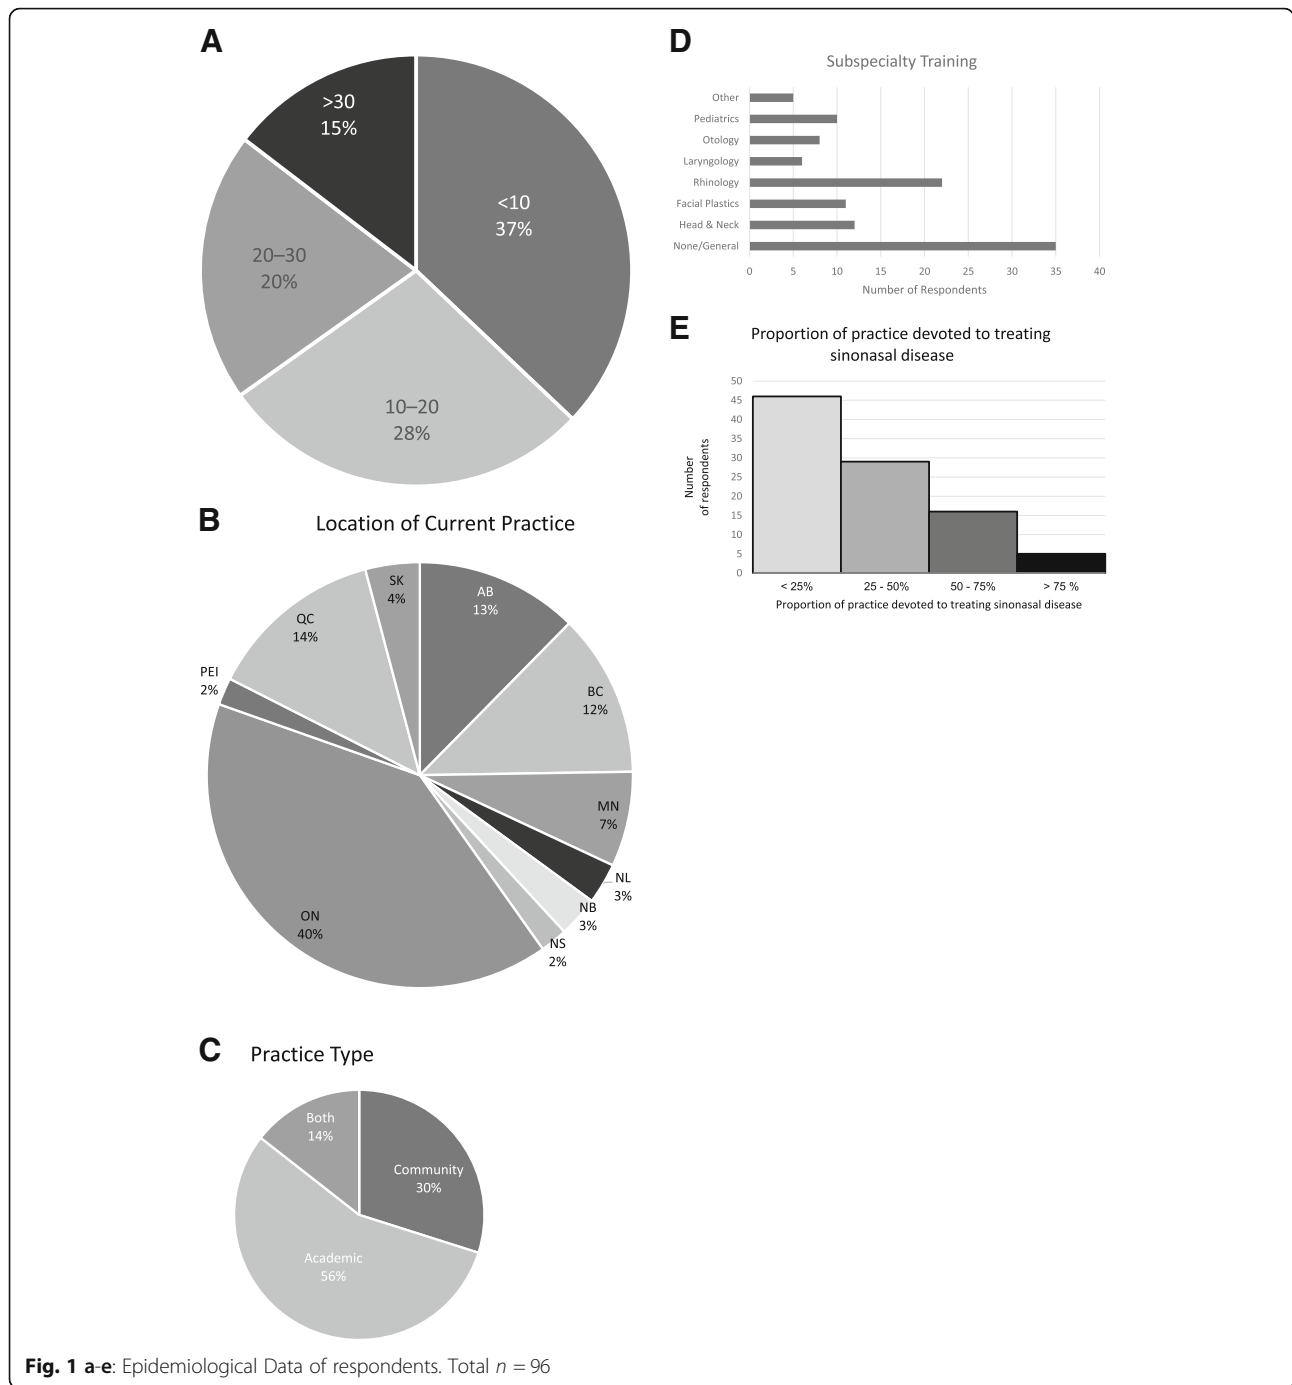 A
>30
15%
<10
37%
20–30
20%
10–20
28%
B
Location of Current Practice
SK
4%
AB
13%
QC
14%
BC
12%
PEI
2%
MN
7%
NL
3%
NB
3%
ON
40%
NS
2%
C
Practice Type
Both
14%
Community
30%
Academic
56%
D
Subspecialty Training
Other
Pediatrics
Otology
Laryngology
Rhinology
Facial Plastics
Head & Neck
None/General
0 5 10 15 20 25 30 35 40
Number of Respondents
E
Proportion of practice devoted to treating
sinonasal disease
50
45
40
35
30
25
20
15
10
5
0
Number
of respondents
< 25% 25 - 50% 50 - 75% > 75 %
Proportion of practice devoted to treating sinonasal disease
Fig. 1 a-e: Epidemiological Data of respondents. Total n = 96